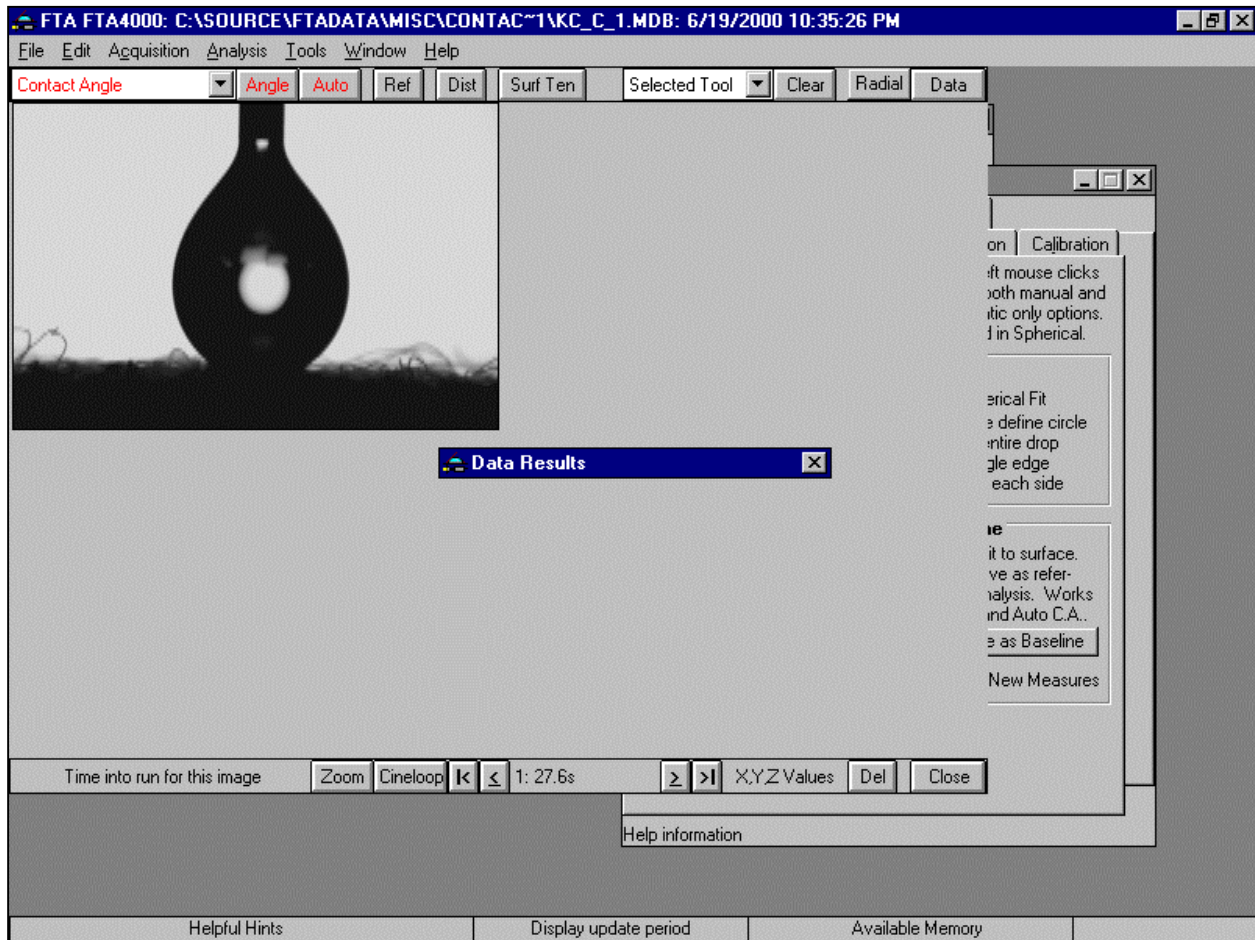 FTA FTA4000: C:\SOURCE\FTADATA\MISC\CONTAC~1\KC_C_1.MDB: 6/19/2000 10:35:26 PM
File Edit Acquisition Analysis Tools Window Help
Contact Angle Angle Auto Ref Dist Surf Ten Selected Tool Clear Radial Data
on Calibration
eft mouse clicks
both manual and
atic only options.
d in Spherical.
erical Fit
e define circle
entire drop
gle edge
each side
Data Results
ne
it to surface.
ve as refer-
nalysis. Works
and Auto C.A..
e as Baseline
New Measures
Time into run for this image Zoom Cineloop |< < 1: 27.6s > >| X,Y,Z Values Del Close
Help information
Helpful Hints Display update period Available Memory